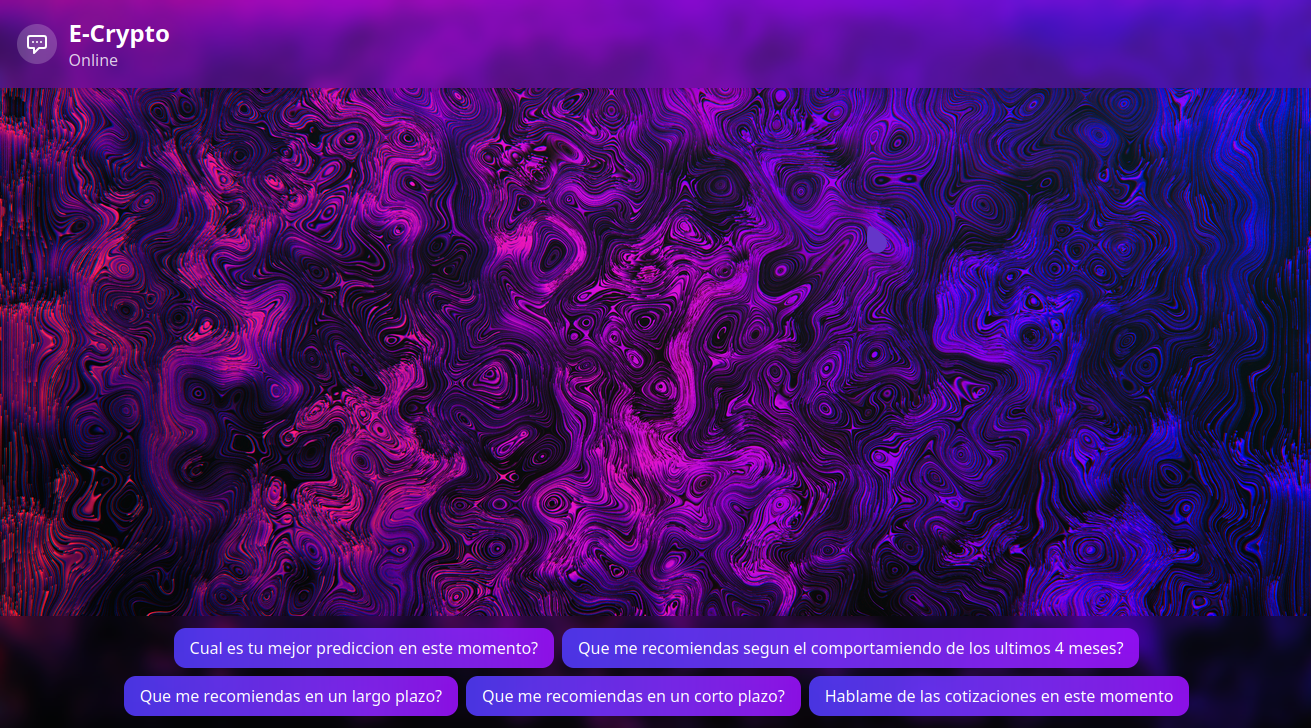 E-Crypto
Online
Cual es tu mejor prediccion en este momento?
Que me recomiendas segun el comportamiendo de los ultimos 4 meses?
Que me recomiendas en un largo plazo?
Que me recomiendas en un corto plazo?
Hablame de las cotizaciones en este momento